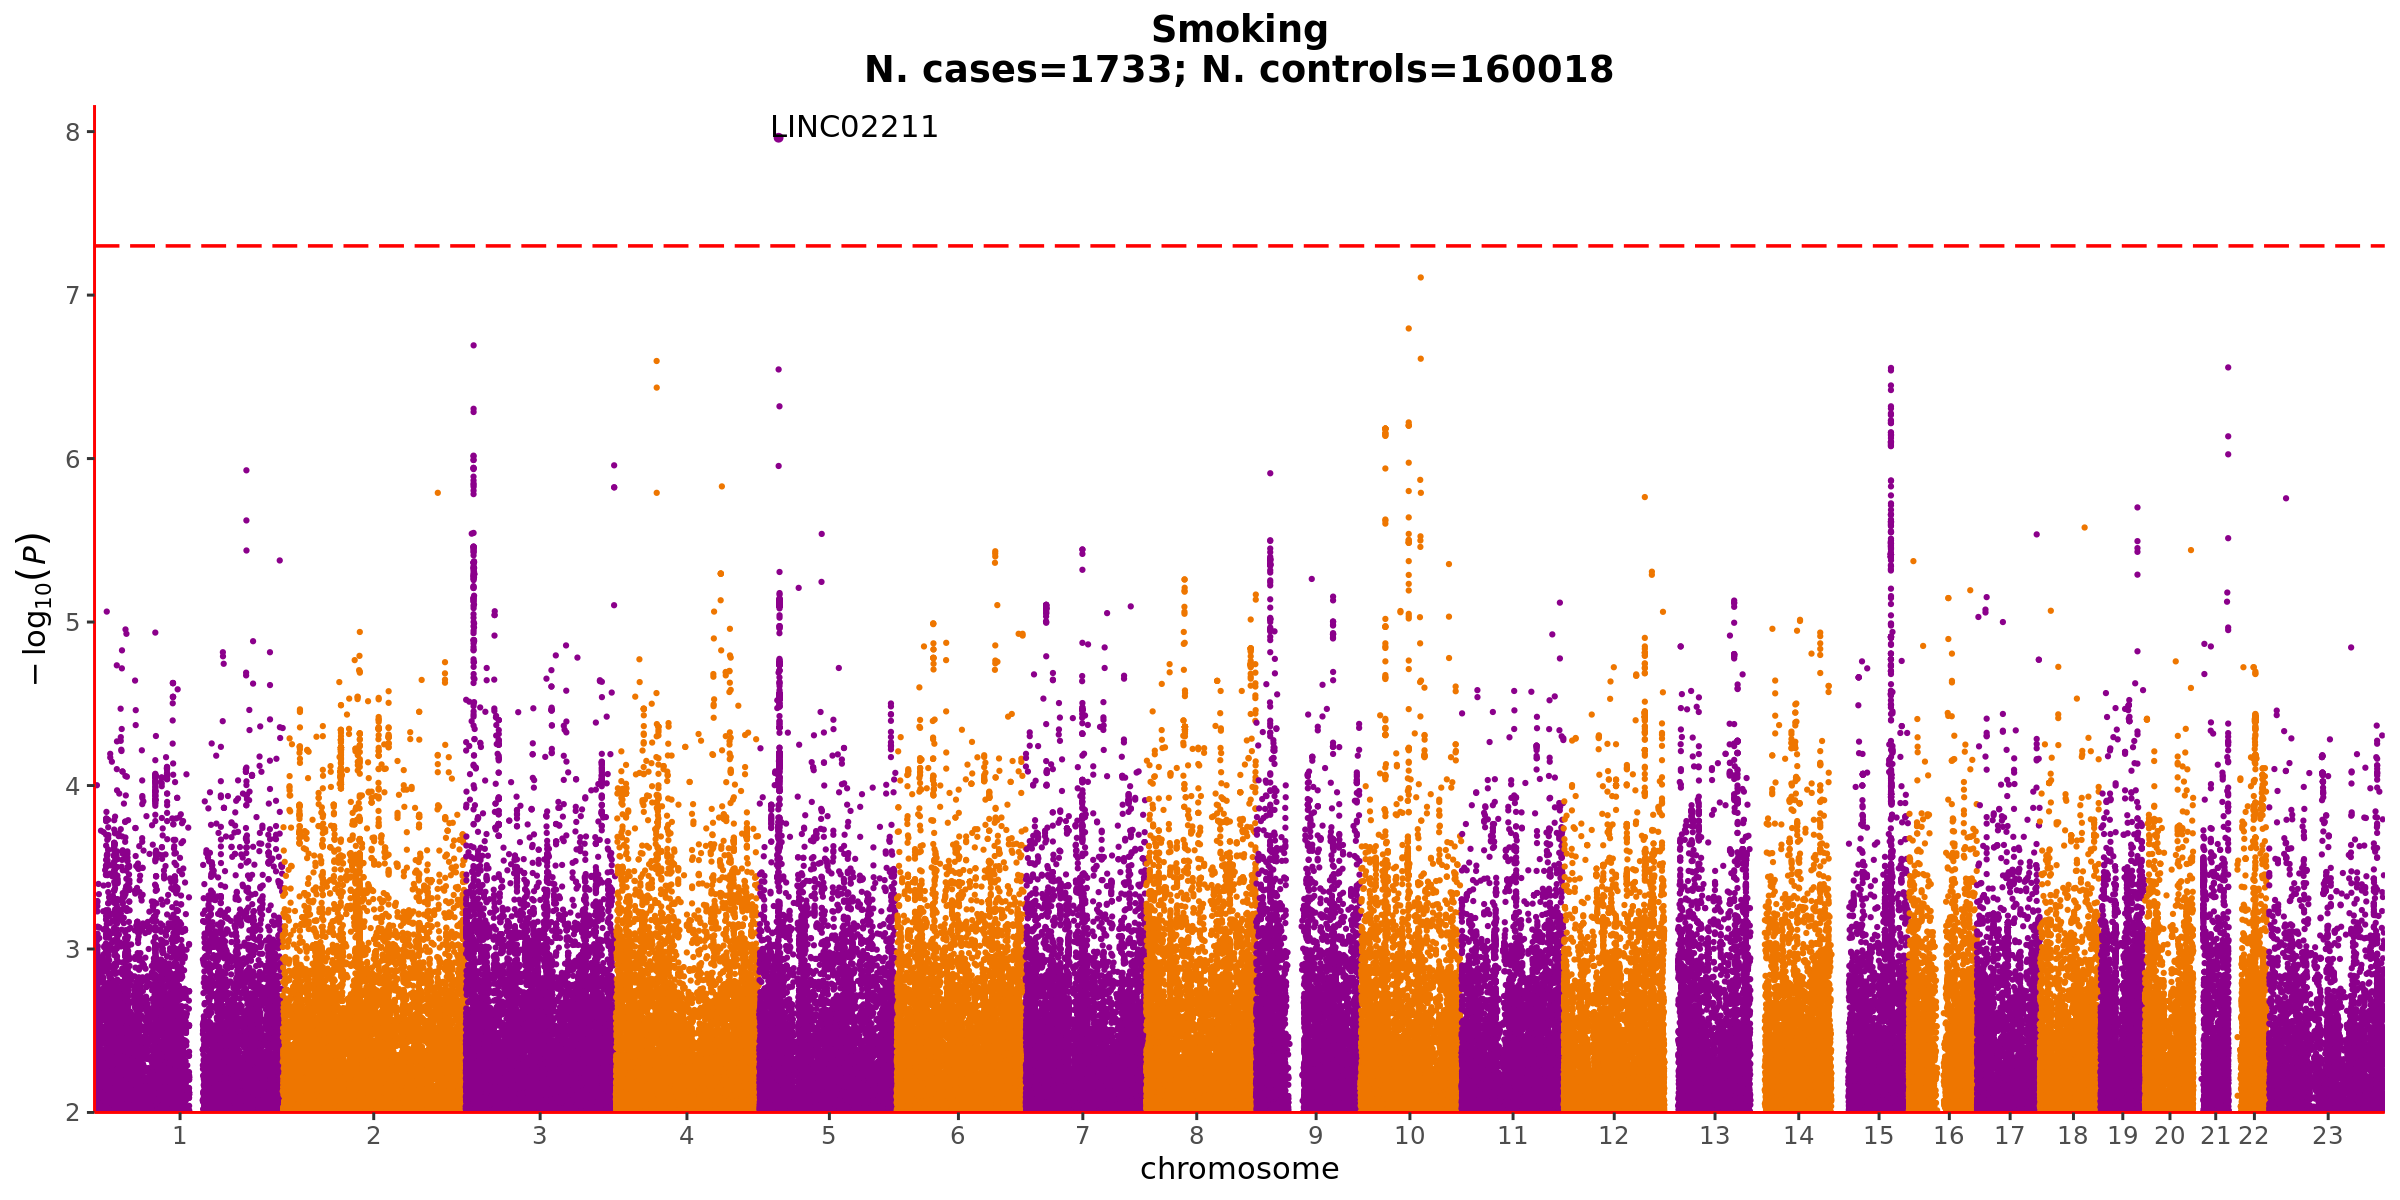 Smoking
N. cases=1733; N. controls=160018
LINC02211
8
7
6
5
4
3
2
− log10(P)
1 2 3 4 5 6 7 8 9 10 11 12 13 14 15 16 17 18 19 20 21 22 23
chromosome